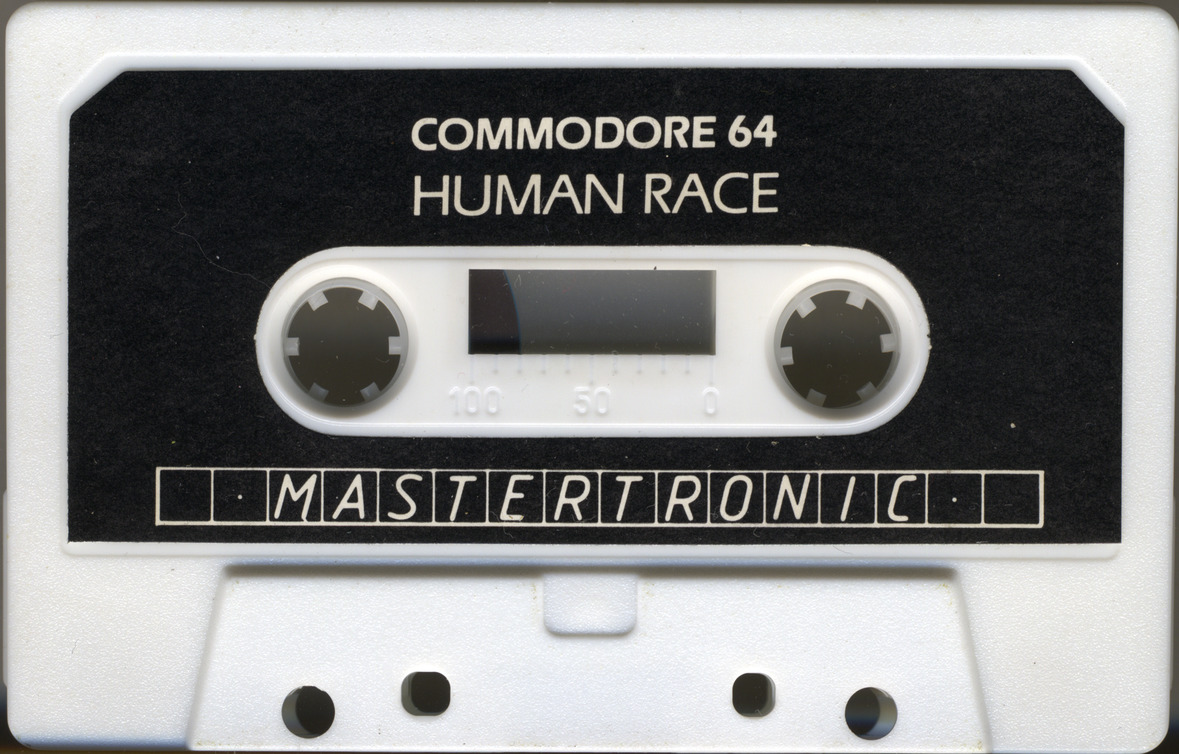 COMMODORE 64
HUMAN RACE
100 50 0
· MASTERTRONIC ·